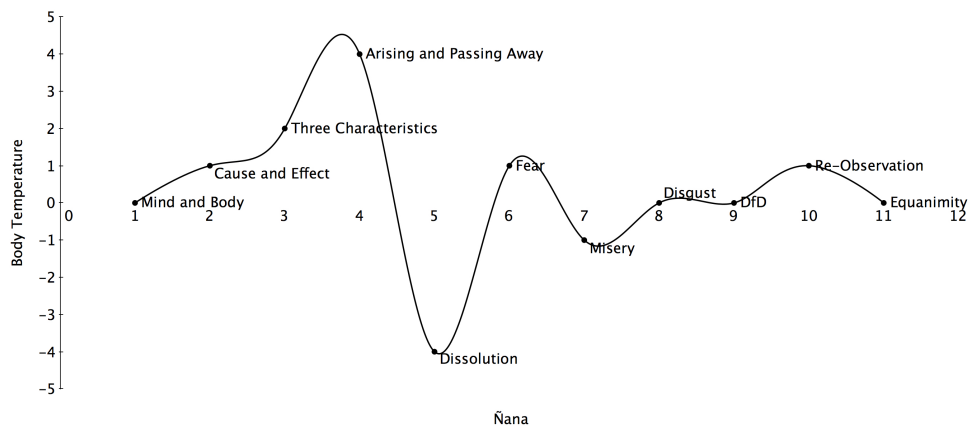 5
4
Arising and Passing Away
3
2
Three Characteristics
1
Cause and Effect
Fear
Re-Observation
Disgust
0
Mind and Body
DfD
Equanimity
0 1 2 3 4 5 6 7 8 9 10 11 12
−1
Misery
−2
−3
−4
Dissolution
−5
Body Temperature
Ñana